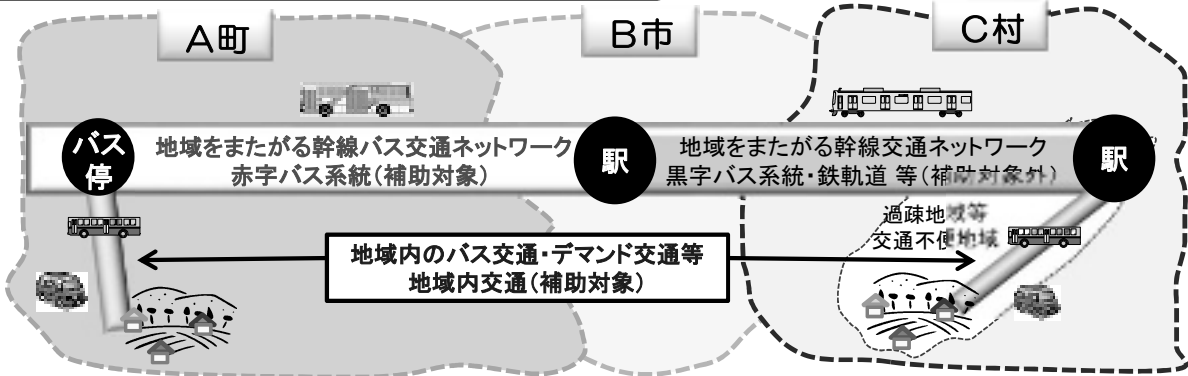 A町
B市
C村
バス
停
地域をまたがる幹線バス交通ネットワーク
赤字バス系統(補助対象)
駅
地域をまたがる幹線交通ネットワーク
黒字バス系統・鉄軌道 等(補助対象外)
駅
過疎地域等
交通不便地域
地域内のバス交通・デマンド交通等
地域内交通(補助対象)